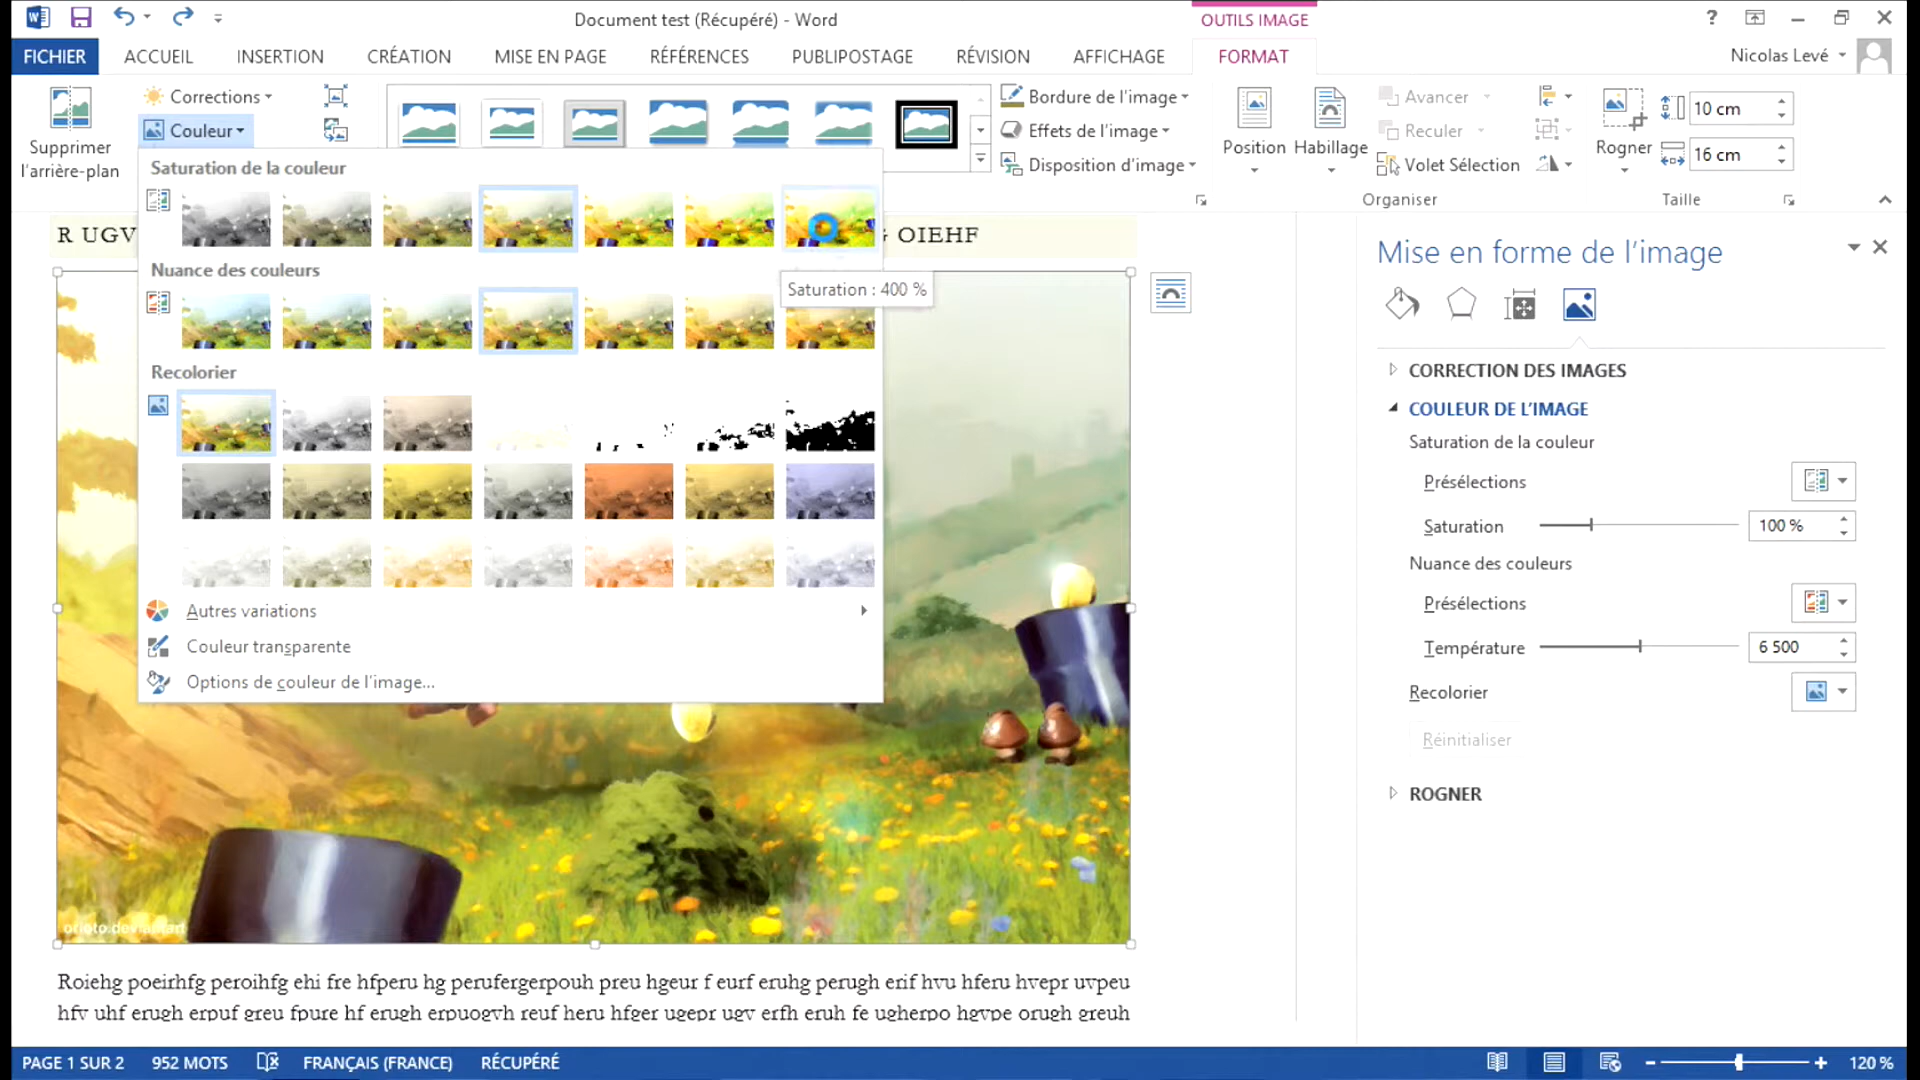 Document test (Récupéré) - Word
OUTILS IMAGE
?
FICHIER
ACCUEIL
INSERTION
CRÉATION
MISE EN PAGE
RÉFÉRENCES
PUBLIPOSTAGE
RÉVISION
AFFICHAGE
FORMAT
Nicolas Levé
Supprimer
l'arrière-plan
Corrections
Couleur
Bordure de l'image
Effets de l'image
Disposition d'image
Position
Habillage
Avancer
Reculer
Volet Sélection
Organiser
Rogner
10 cm
16 cm
Taille
Saturation de la couleur
Nuance des couleurs
Saturation : 400 %
Recolorier
Autres variations
Couleur transparente
Options de couleur de l'image...
R UGV
OIEHF
Roiehg poeirhfg peroihfg ehi fre hfperu hg perufergerpouh preu hgeur f eurf eruhg perugh erif hvu hferu hvepr uvpeu
hfv uhf erugh erpuf greu fpure hf erugh erpuogvh reuf heru hfger ugepr ugv erfh eruh fe ugherpo hgvpe orugh greuh
Mise en forme de l'image
CORRECTION DES IMAGES
COULEUR DE L'IMAGE
Saturation de la couleur
Présélections
Saturation
100 %
Nuance des couleurs
Présélections
Température
6 500
Recolorier
Réinitialiser
ROGNER
PAGE 1 SUR 2
952 MOTS
FRANÇAIS (FRANCE)
RÉCUPÉRÉ
120 %